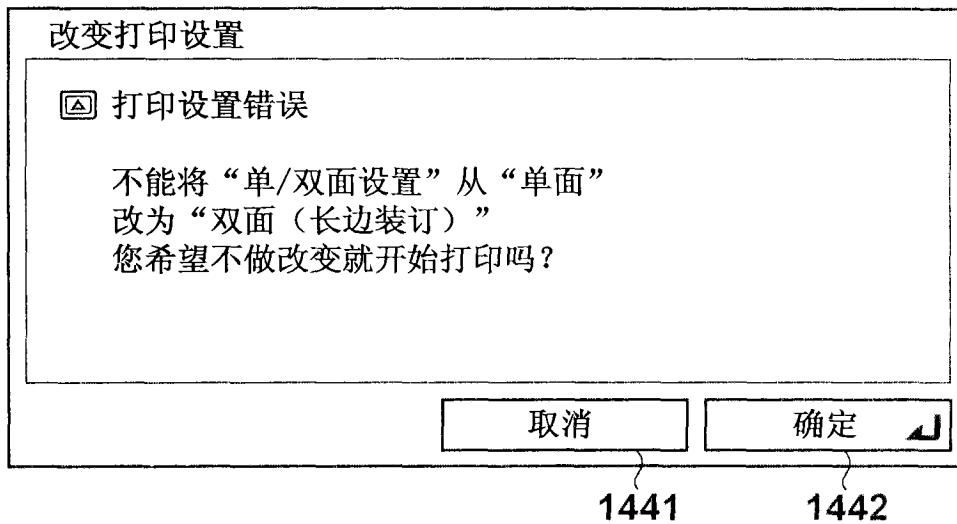 改变打印设置
打印设置错误
不能将“单/双面设置”从“单面”
改为“双面（长边装订）”
您希望不做改变就开始打印吗？
取消
确定
1441
1442